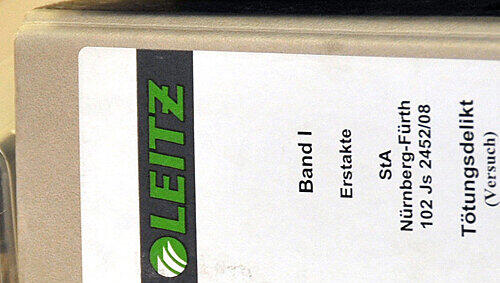 LEITZ
Band I
Erstakte
StA
Nürnberg-Fürth
102 Js 2452/08
Tötungsdelikt
(Versuch)